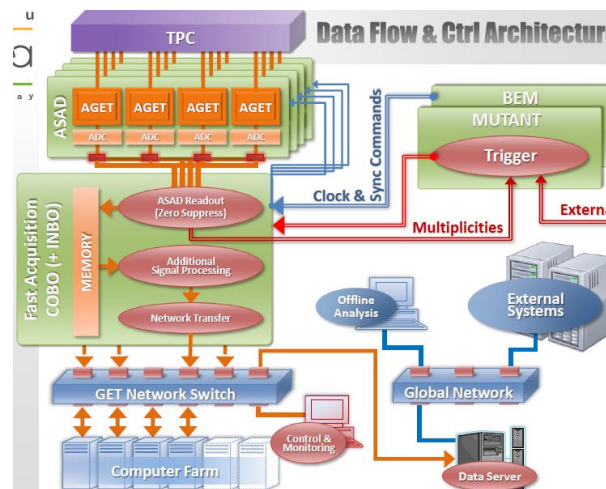 u
a
a y
TPC
Data Flow & Ctrl Architecture
ASAD
AGET
AGET
AGET
AGET
ADC
ADC
ADC
ADC
BEM
MUTANT
Trigger
Clock &
Sync Commands
Multiplicities
Externa
Fast Acquisition
COBO (+ INBO)
MEMORY
ASAD Readout
(Zero Suppress)
Additional
Signal Processing
Network Transfer
GET Network Switch
Computer Farm
Control &
Monitoring
Offline
Analysis
External
Systems
Global Network
Data Server